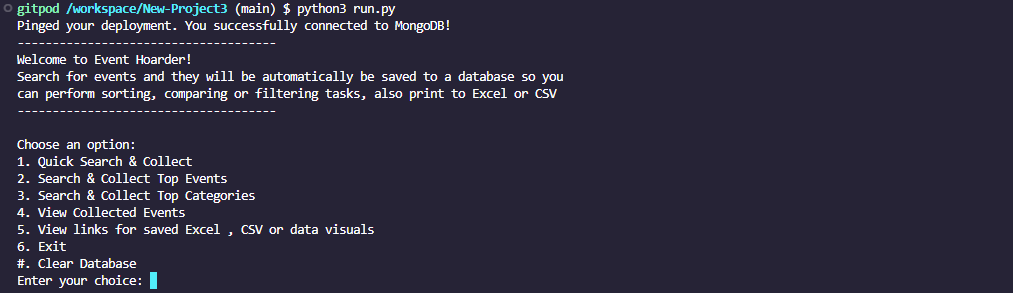 gitpod /workspace/New-Project3 (main) $ python3 run.py
Pinged your deployment. You successfully connected to MongoDB!
-------------------------------------
Welcome to Event Hoarder!
Search for events and they will be automatically be saved to a database so you
can perform sorting, comparing or filtering tasks, also print to Excel or CSV
-------------------------------------
Choose an option:
1. Quick Search & Collect
2. Search & Collect Top Events
3. Search & Collect Top Categories
4. View Collected Events
5. View links for saved Excel , CSV or data visuals
6. Exit
#. Clear Database
Enter your choice: